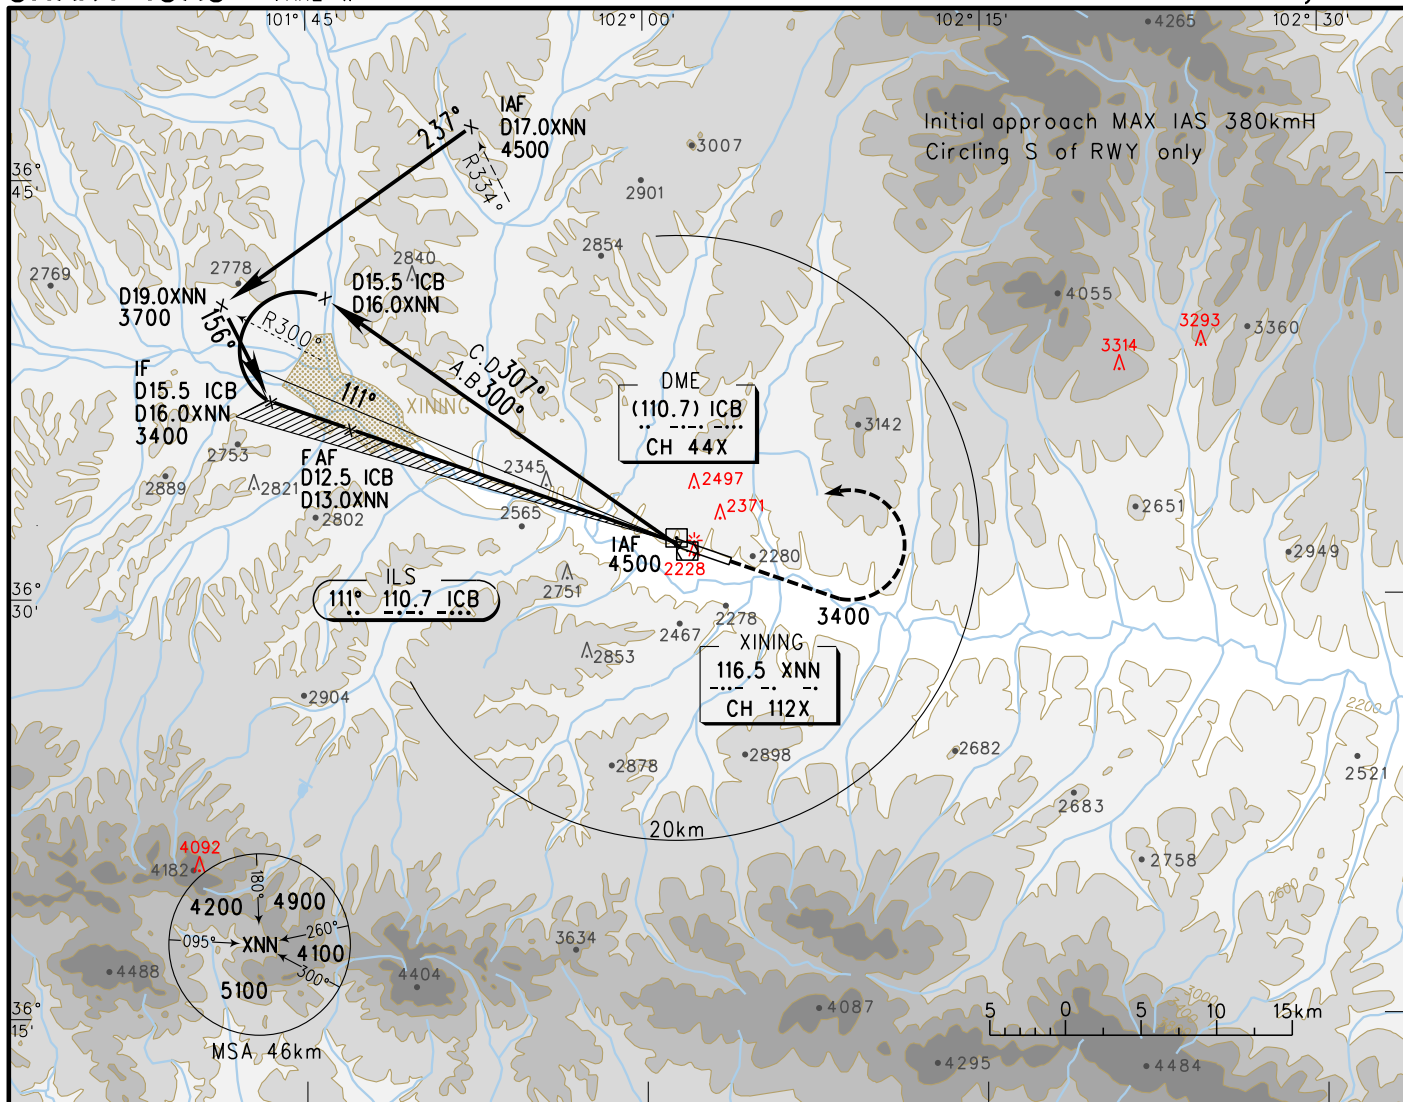 101°45'
102°00'
102°15'
102°30'
4265
IAF
D17.0XNN
4500
237°
R334°
3007
2901
Initial approach MAX IAS 380kmH
Circling S of RWY only
36°
45'
2769
2778
2840
2854
D15.5 ICB
D16.0XNN
D19.0XNN
3700
156°
R300°
4055
3293
3314
3360
IF
D15.5 ICB
D16.0XNN
3400
111°
XINING
C.D307°
A.B300°
DME
(110.7) ICB
CH 44X
3142
2753
2889
2821
FAF
D12.5 ICB
D13.0XNN
2802
2345
2565
2497
2371
2651
2949
IAF
4500
2228
2280
ILS
111° 110.7 ICB
2751
2278
3400
36°
30'
2467
2853
XINING
116.5 XNN
CH 112X
2904
2200
2878
2898
2682
2521
2683
20km
2758
4092
4182
2600
180°
4200
4900
095°
XNN
260°
4100
300°
5100
MSA 46km
4488
4404
3634
4087
3000
36°
15'
5 0 5 10 15km
4295
4484